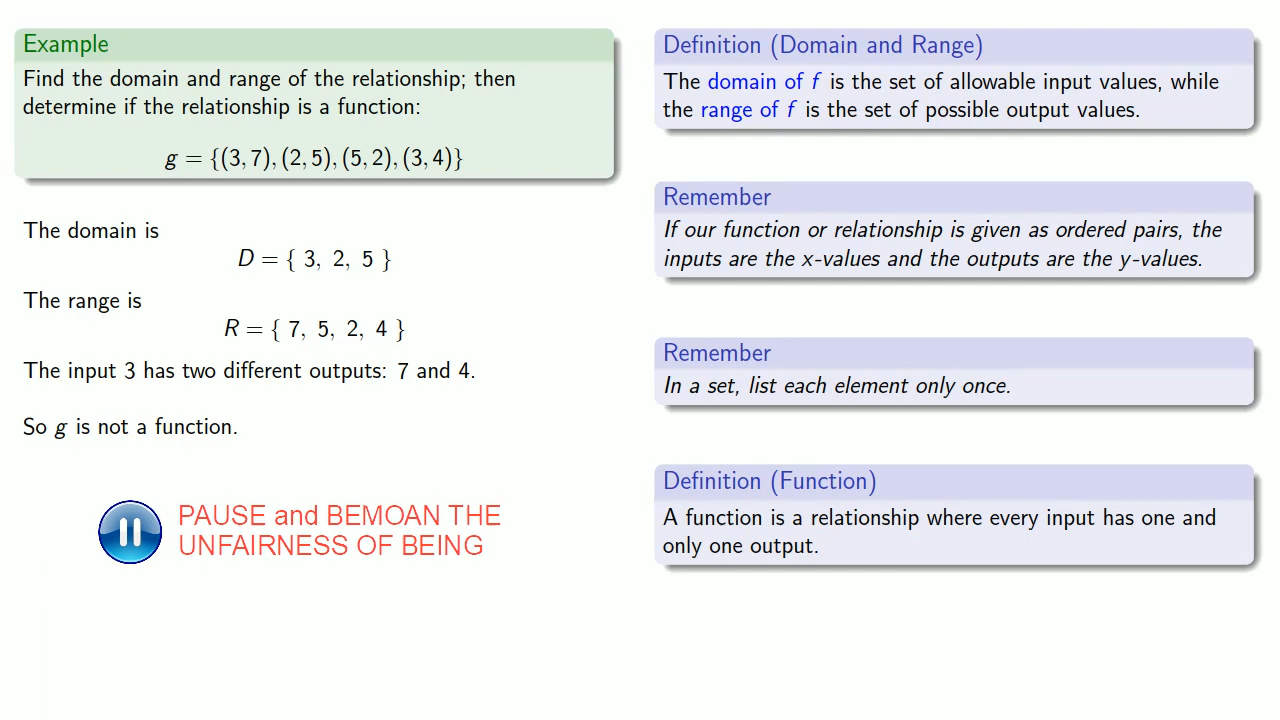 Example
Find the domain and range of the relationship; then
determine if the relationship is a function:
g = {(3, 7), (2, 5), (5, 2), (3, 4)}
The domain is
D = { 3, 2, 5 }
The range is
R = { 7, 5, 2, 4 }
The input 3 has two different outputs: 7 and 4.
So g is not a function.
PAUSE and BEMOAN THE
UNFAIRNESS OF BEING
Definition (Domain and Range)
The domain of f is the set of allowable input values, while
the range of f is the set of possible output values.
Remember
If our function or relationship is given as ordered pairs, the
inputs are the x-values and the outputs are the y-values.
Remember
In a set, list each element only once.
Definition (Function)
A function is a relationship where every input has one and
only one output.